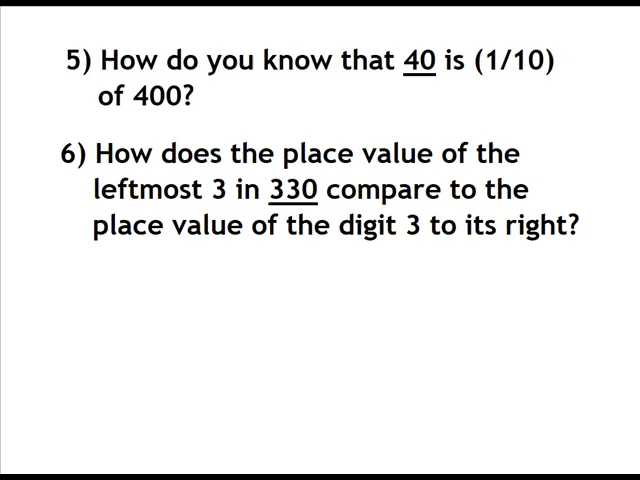 5) How do you know that 40 is (1/10)
of 400?
6) How does the place value of the
leftmost 3 in 330 compare to the
place value of the digit 3 to its right?